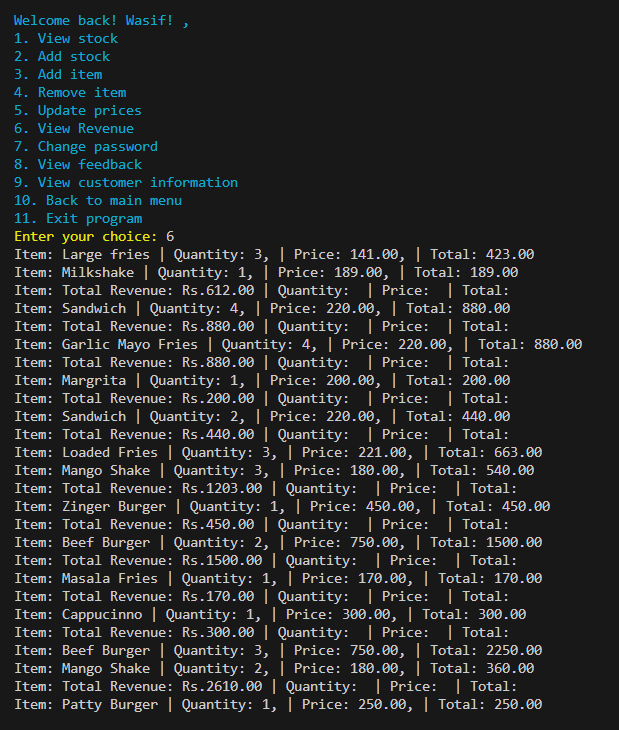 Welcome back! Wasif! ,
1. View stock
2. Add stock
3. Add item
4. Remove item
5. Update prices
6. View Revenue
7. Change password
8. View feedback
9. View customer information
10. Back to main menu
11. Exit program
Enter your choice: 6
Item: Large fries | Quantity: 3, | Price: 141.00, | Total: 423.00
Item: Milkshake | Quantity: 1, | Price: 189.00, | Total: 189.00
Item: Total Revenue: Rs.612.00 | Quantity:  | Price:  | Total:
Item: Sandwich | Quantity: 4, | Price: 220.00, | Total: 880.00
Item: Total Revenue: Rs.880.00 | Quantity:  | Price:  | Total:
Item: Garlic Mayo Fries | Quantity: 4, | Price: 220.00, | Total: 880.00
Item: Total Revenue: Rs.880.00 | Quantity:  | Price:  | Total:
Item: Margrita | Quantity: 1, | Price: 200.00, | Total: 200.00
Item: Total Revenue: Rs.200.00 | Quantity:  | Price:  | Total:
Item: Sandwich | Quantity: 2, | Price: 220.00, | Total: 440.00
Item: Total Revenue: Rs.440.00 | Quantity:  | Price:  | Total:
Item: Loaded Fries | Quantity: 3, | Price: 221.00, | Total: 663.00
Item: Mango Shake | Quantity: 3, | Price: 180.00, | Total: 540.00
Item: Total Revenue: Rs.1203.00 | Quantity:  | Price:  | Total:
Item: Zinger Burger | Quantity: 1, | Price: 450.00, | Total: 450.00
Item: Total Revenue: Rs.450.00 | Quantity:  | Price:  | Total:
Item: Beef Burger | Quantity: 2, | Price: 750.00, | Total: 1500.00
Item: Total Revenue: Rs.1500.00 | Quantity:  | Price:  | Total:
Item: Masala Fries | Quantity: 1, | Price: 170.00, | Total: 170.00
Item: Total Revenue: Rs.170.00 | Quantity:  | Price:  | Total:
Item: Cappucinno | Quantity: 1, | Price: 300.00, | Total: 300.00
Item: Total Revenue: Rs.300.00 | Quantity:  | Price:  | Total:
Item: Beef Burger | Quantity: 3, | Price: 750.00, | Total: 2250.00
Item: Mango Shake | Quantity: 2, | Price: 180.00, | Total: 360.00
Item: Total Revenue: Rs.2610.00 | Quantity:  | Price:  | Total:
Item: Patty Burger | Quantity: 1, | Price: 250.00, | Total: 250.00